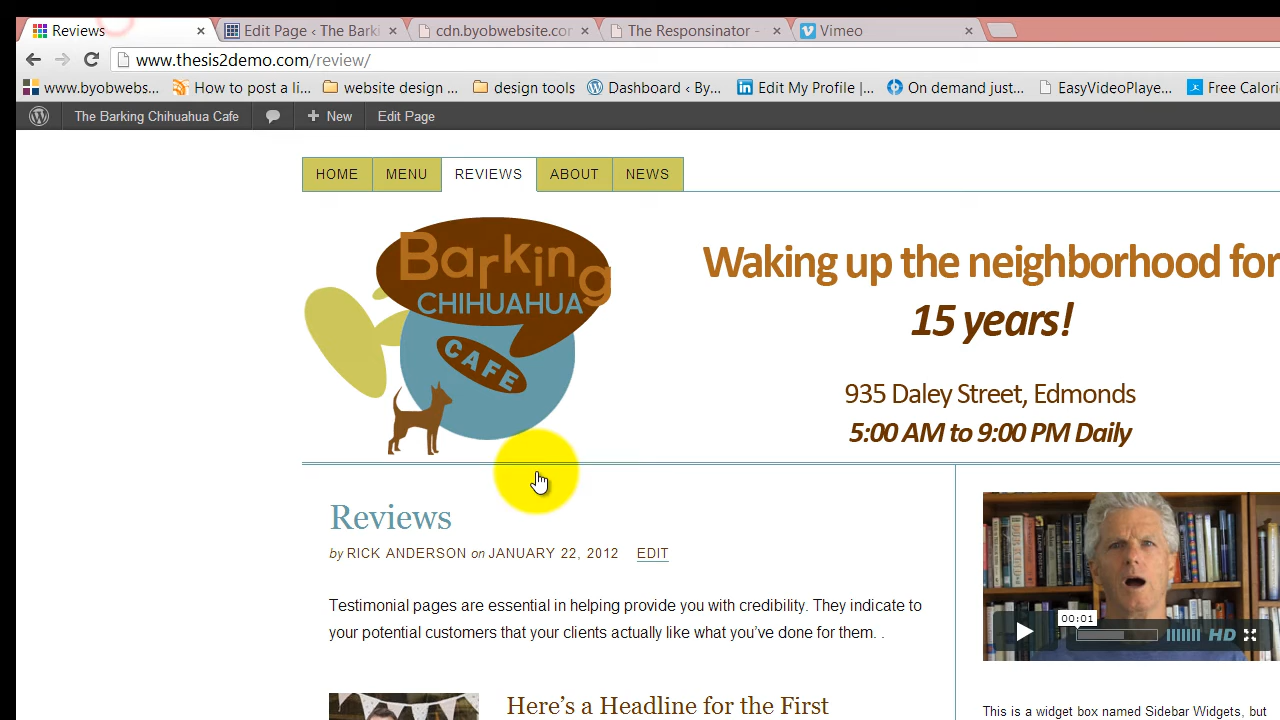 Reviews
Edit Page ‹ The Barki
cdn.byobwebsite.com
The Responsinator -
Vimeo
www.thesis2demo.com/review/
www.byobwebs...
How to post a li...
website design ...
design tools
Dashboard ‹ By...
Edit My Profile |...
On demand just...
EasyVideoPlaye...
Free Calori
The Barking Chihuahua Cafe
+ New
Edit Page
HOME
MENU
REVIEWS
ABOUT
NEWS
Barking
CHIHUAHUA
CAFE
Waking up the neighborhood for
15 years!
935 Daley Street, Edmonds
5:00 AM to 9:00 PM Daily
Reviews
by RICK ANDERSON on JANUARY 22, 2012 EDIT
Testimonial pages are essential in helping provide you with credibility. They indicate to
your potential customers that your clients actually like what you've done for them. .
00:01
HD
Here's a Headline for the First
This is a widget box named Sidebar Widgets, but